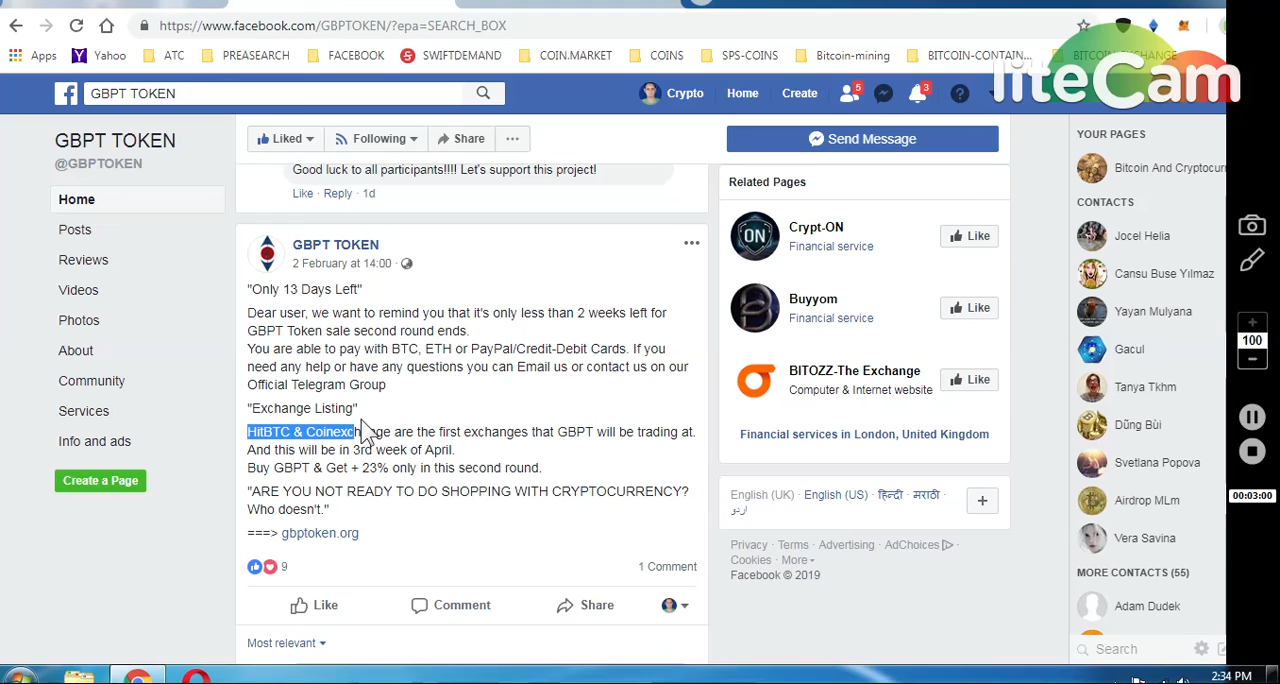 https://www.facebook.com/GBPTOKEN/?epa=SEARCH_BOX
Apps Yahoo ATC PREASEARCH FACEBOOK SWIFTDEMAND COIN.MARKET COINS SPS-COINS Bitcoin-mining BITCOIN-CONTAIN... BITCOIN-EXCHANGE
liteCam
GBPT TOKEN
Crypto Home Create 5 3
GBPT TOKEN
@GBPTOKEN
Home
Posts
Reviews
Videos
Photos
About
Community
Services
Info and ads
Create a Page
Liked Following Share ...
Send Message
Good luck to all participants!!!! Let's support this project!
Like · Reply · 1d
GBPT TOKEN
2 February at 14:00 ·
"Only 13 Days Left"
Dear user, we want to remind you that it's only less than 2 weeks left for
GBPT Token sale second round ends.
You are able to pay with BTC, ETH or PayPal/Credit-Debit Cards. If you
need any help or have any questions you can Email us or contact us on our
Official Telegram Group
"Exchange Listing"
HitBTC & Coinexchange are the first exchanges that GBPT will be trading at.
And this will be in 3rd week of April.
Buy GBPT & Get + 23% only in this second round.
"ARE YOU NOT READY TO DO SHOPPING WITH CRYPTOCURRENCY?
Who doesn't."
===> gbptoken.org
9
1 Comment
Like Comment Share
Most relevant
Related Pages
Crypt-ON
Financial service
Like
Buyyom
Financial service
Like
BITOZZ-The Exchange
Computer & Internet website
Like
Financial services in London, United Kingdom
English (UK) · English (US) · हिन्दी · मराठी ·
اردو
Privacy · Terms · Advertising · AdChoices ·
Cookies · More
Facebook © 2019
YOUR PAGES
Bitcoin And Cryptocurr
CONTACTS
Jocel Helia
Cansu Buse Yılmaz
Yayan Mulyana
Gacul
Tanya Tkhm
Dũng Bùi
Svetlana Popova
Airdrop MLm
Vera Savina
MORE CONTACTS (55)
Adam Dudek
Search
100
00:03:00
2:34 PM